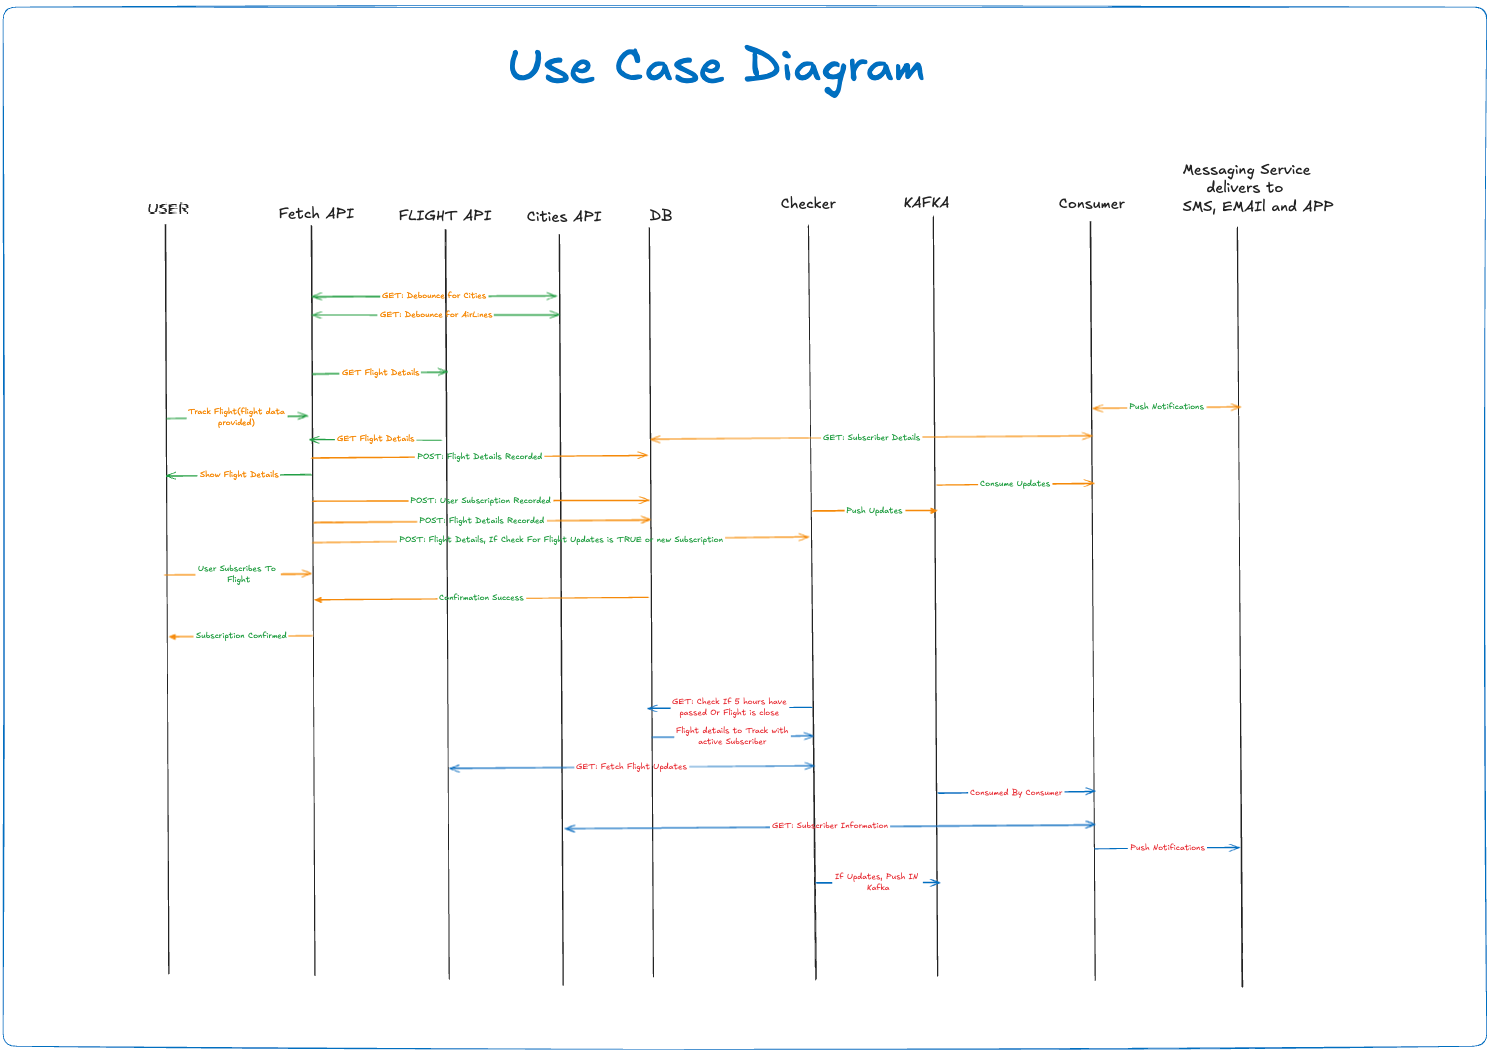 Use Case Diagram
Messaging Service
delivers to
SMS, EMAIl and APP
USER
Fetch API
FLIGHT API
Cities API
DB
Checker
KAFKA
Consumer
GET: Debounce for Cities
GET: Debounce for AirLines
GET Flight Details
Track Flight(flight data
provided)
Push Notifications
GET Flight Details
GET: Subscriber Details
POST: Flight Details Recorded
Show Flight Details
Consume Updates
POST: User Subscription Recorded
Push Updates
POST: Flight Details Recorded
POST: Flight Details, If Check For Flight Updates is TRUE or new Subscription
User Subscribes To
Flight
Confirmation Success
Subscription Confirmed
GET: Check If 5 hours have
passed Or Flight is close
Flight details to Track with
active Subscriber
GET: Fetch Flight Updates
Consumed By Consumer
GET: Subscriber Information
Push Notifications
If Updates, Push IN
Kafka